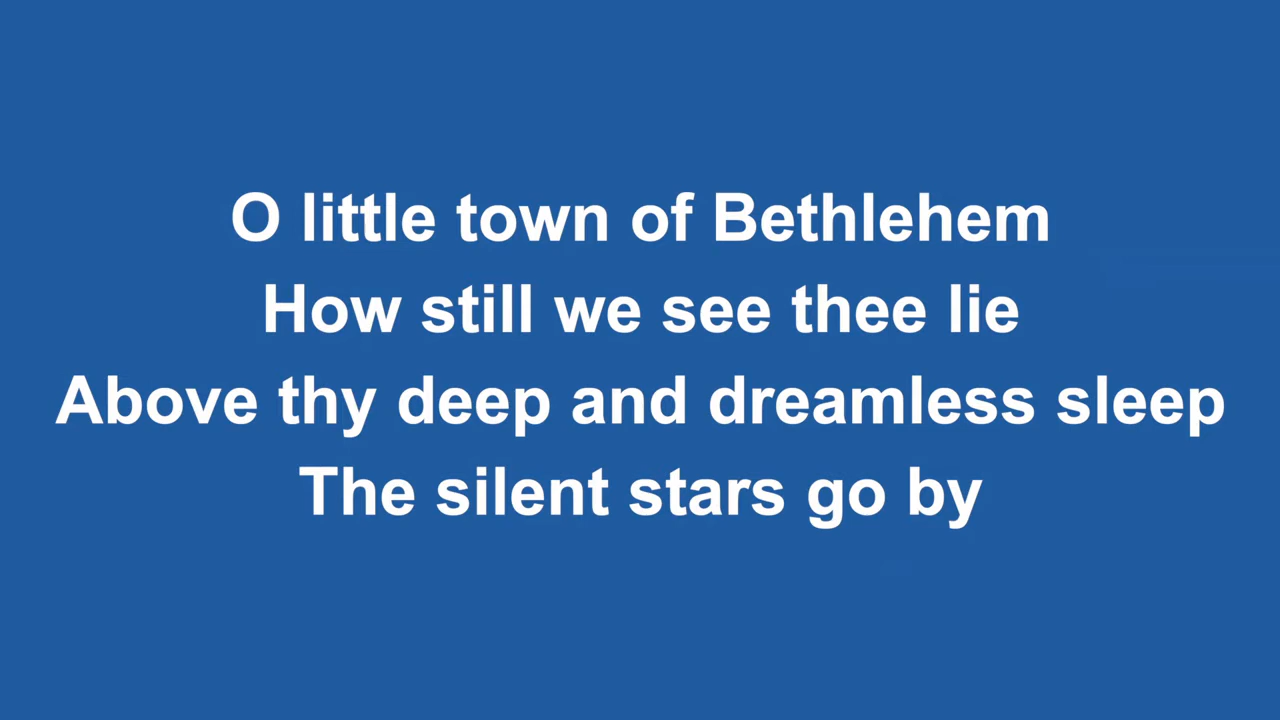 O little town of Bethlehem
How still we see thee lie
Above thy deep and dreamless sleep
The silent stars go by